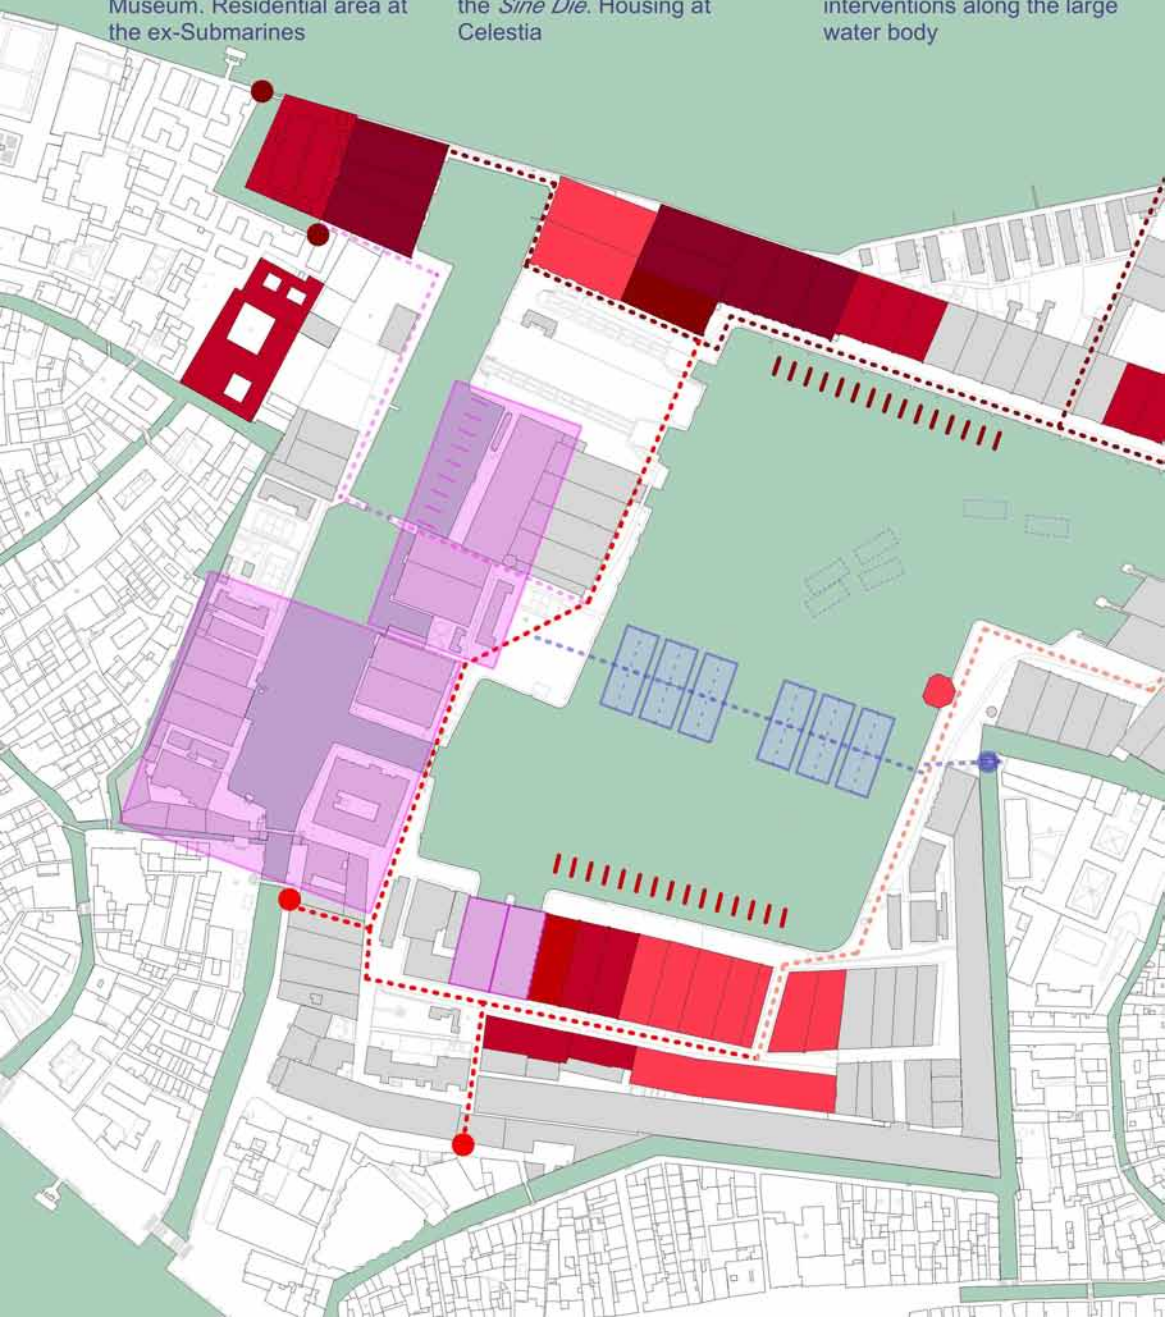 Museum. Residential area at
the ex-Submarines
the Sine Die. Housing at
Celestia
interventions along the large
water body